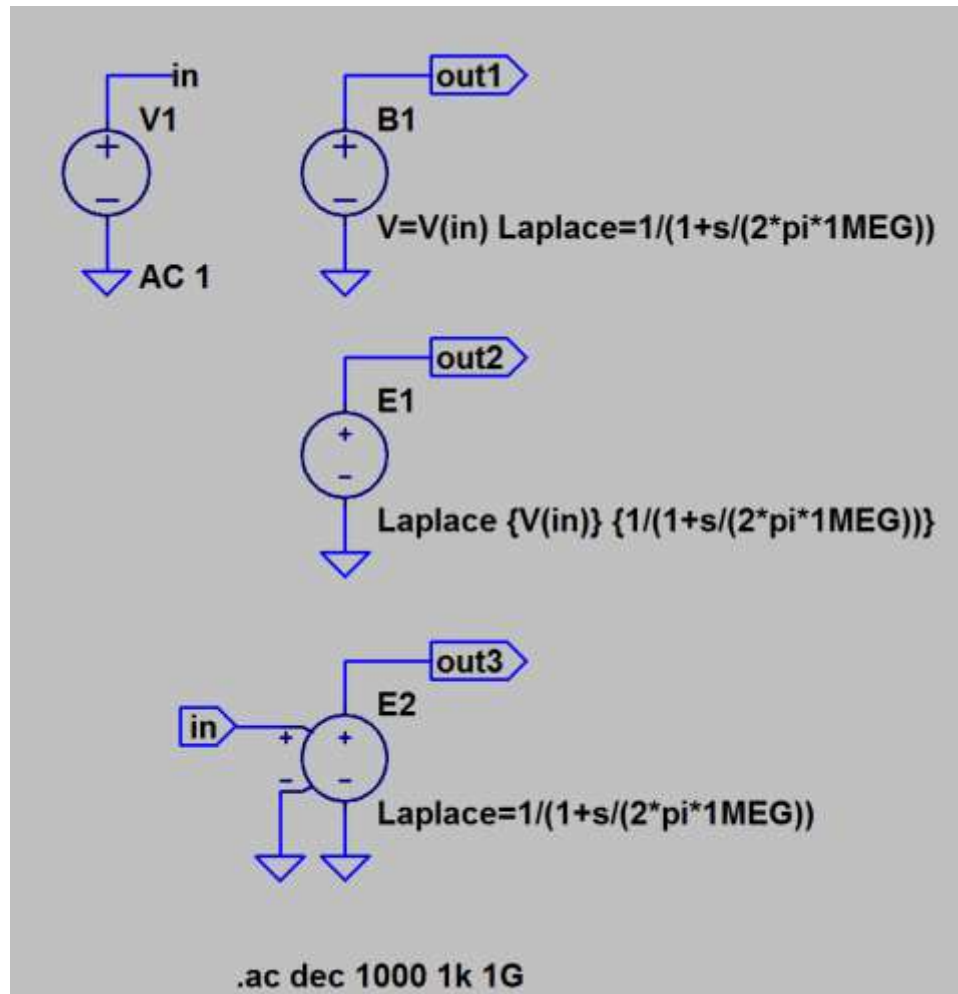 in
V1
AC 1
out1
B1
V=V(in) Laplace=1/(1+s/(2*pi*1MEG))
out2
E1
Laplace {V(in)} {1/(1+s/(2*pi*1MEG))}
out3
E2
in
Laplace=1/(1+s/(2*pi*1MEG))
.ac dec 1000 1k 1G